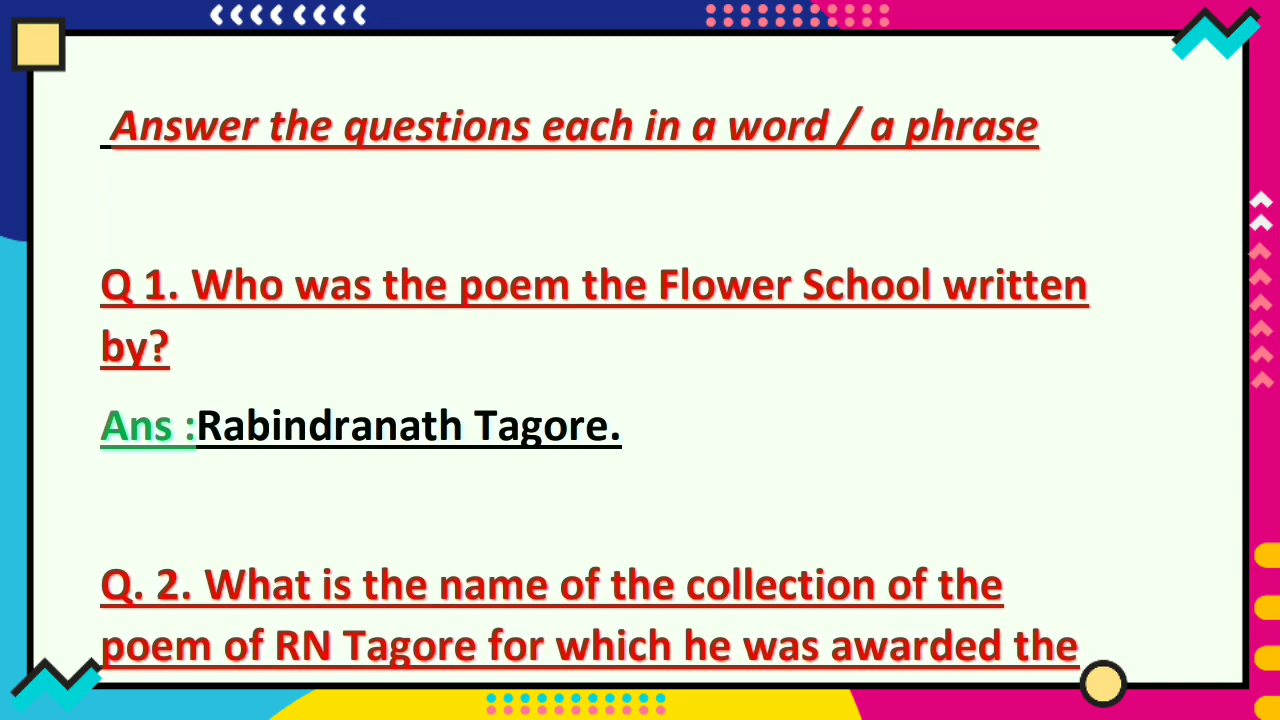 Answer the questions each in a word / a phrase
Q 1. Who was the poem the Flower School written
by?
Ans :Rabindranath Tagore.
Q. 2. What is the name of the collection of the
poem of RN Tagore for which he was awarded the